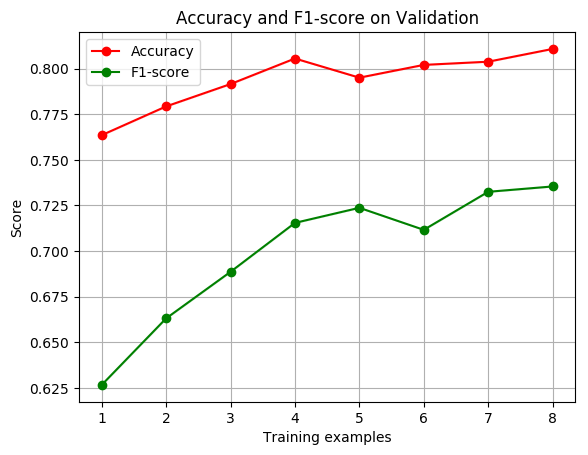 Accuracy and F1-score on Validation
Accuracy
F1-score
0.800
0.775
0.750
0.725
0.700
0.675
0.650
0.625
Score
1 2 3 4 5 6 7 8
Training examples